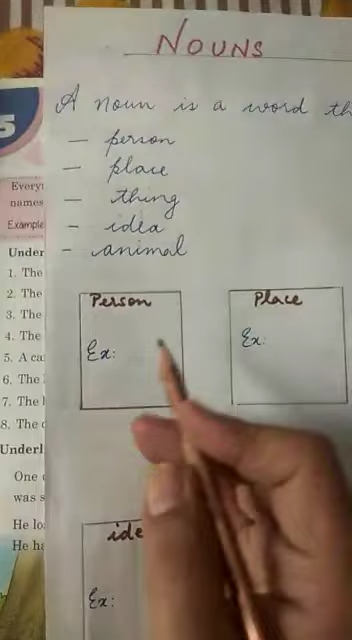 NOUNS
A noun is a word th
— person
— place
— thing
- idea
- animal
Person
Ex:
Place
Ex:
ide
Ex:
5
Every
names
Example
Under
1. The
2. The
3. The
4. The
5. A ca
6. The
7. The
8. The
Underl
One
was s
He lo
He ha